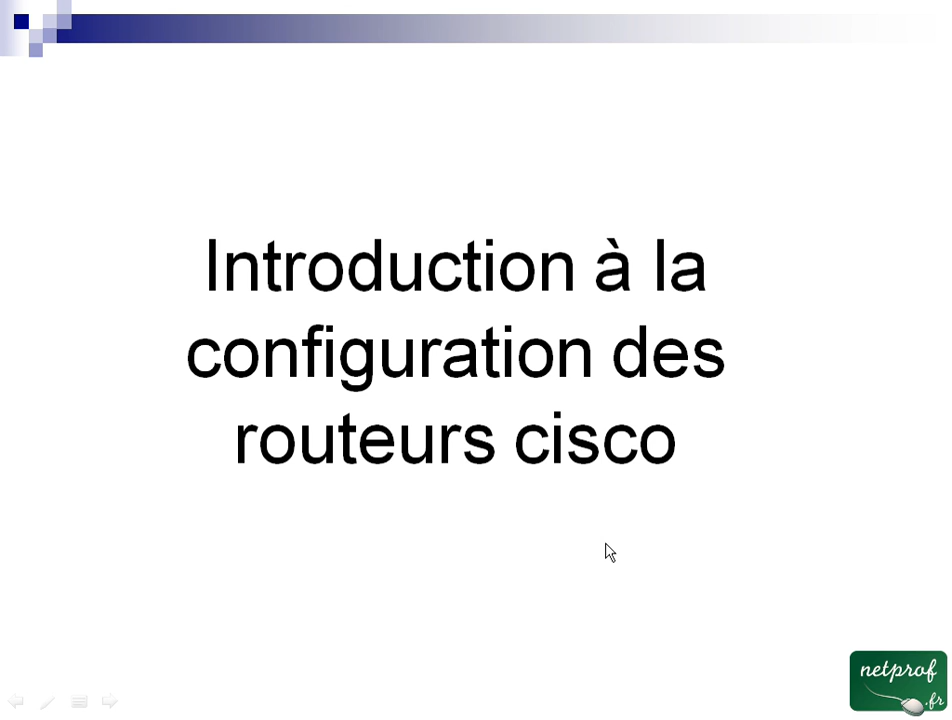 Introduction à la
configuration des
routeurs cisco
netprof
.fr